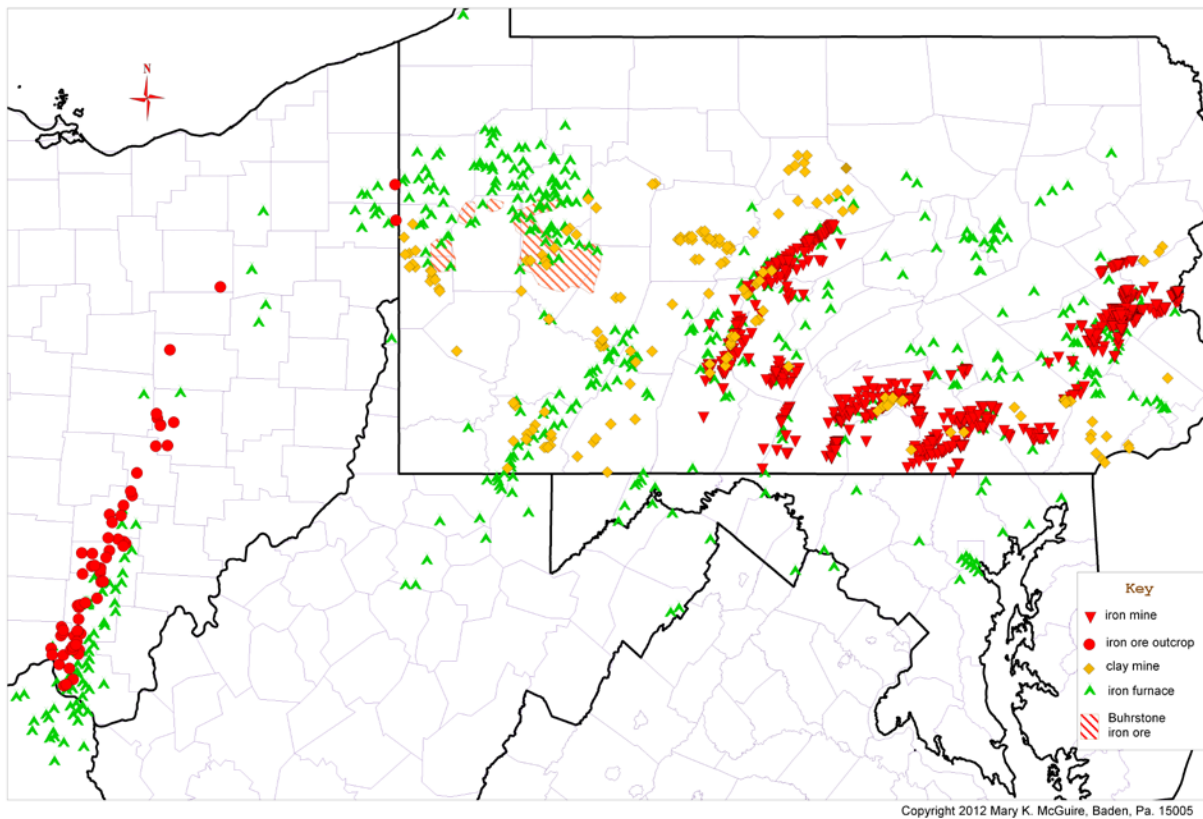 N
Key
iron mine
iron ore outcrop
clay mine
iron furnace
Buhrstone
iron ore
Copyright 2012 Mary K. McGuire, Baden, Pa. 15005